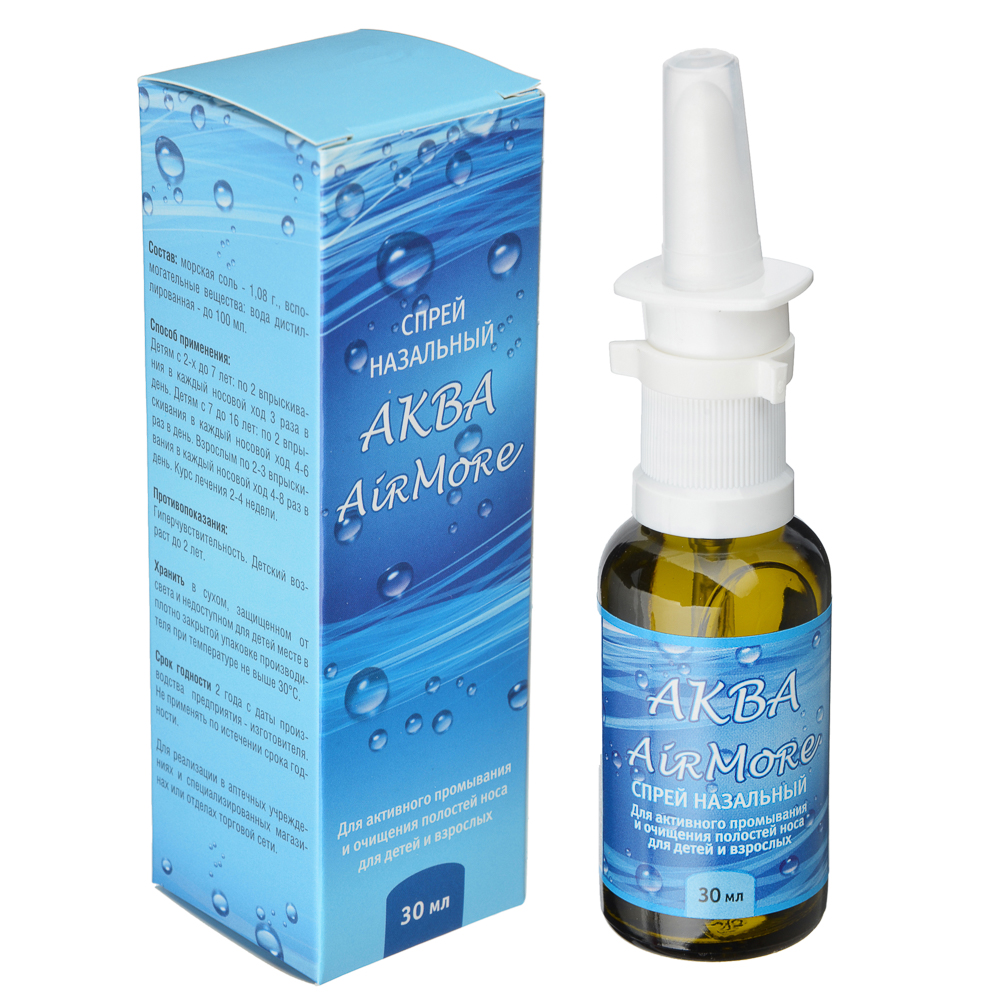 Состав: морская соль - 1,08 г., вспо-
могательные вещества: вода дистил-
лированная - до 100 мл.
Способ применения:
Детям с 2-х до 7 лет: по 2 впрыскива-
ния в каждый носовой ход 3 раза в
день. Детям с 7 до 16 лет: по 2 впры-
скивания в каждый носовой ход 4-6
раз в день. Взрослым по 2-3 впрыски-
вания в каждый носовой ход 4-8 раз в
день. Курс лечения 2-4 недели.
Противопоказания:
Гиперчувствительность. Детский воз-
раст до 2 лет.
Хранить в сухом, защищенном от
света и недоступном для детей месте в
плотно закрытой упаковке производи-
теля при температуре не выше 30°С.
Срок годности 2 года с даты произ-
водства предприятия - изготовителя.
Не применять по истечении срока год-
ности.
Для реализации в аптечных учрежде-
ниях и специализированных магази-
нах или отделах торговой сети.
СПРЕЙ
НАЗАЛЬНЫЙ
АКВА
AirMore
Для активного промывания
и очищения полостей носа
для детей и взрослых
30 мл
АКВА
AirMore
СПРЕЙ НАЗАЛЬНЫЙ
Для активного промывания
и очищения полостей носа
для детей и взрослых
30 мл